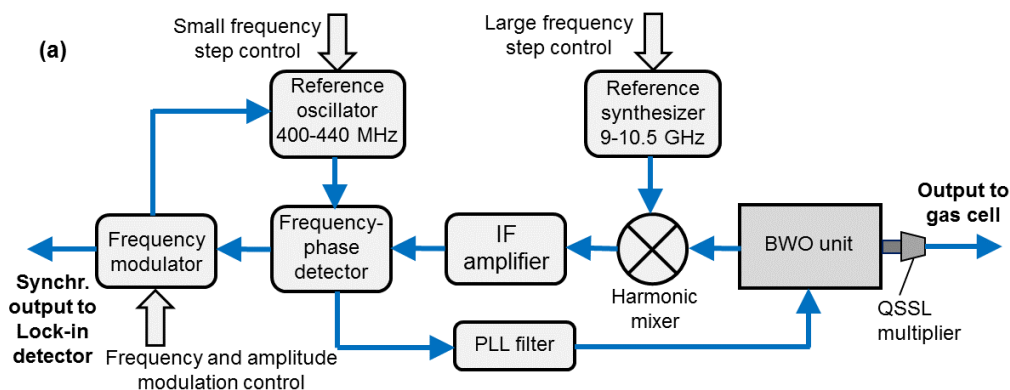 (a)
Small frequency
step control
Large frequency
step control
Reference
oscillator
400-440 MHz
Reference
synthesizer
9-10.5 GHz
Frequency
modulator
Frequency-
phase
detector
IF
amplifier
Harmonic
mixer
BWO unit
Output to
gas cell
QSSL
multiplier
Synchr.
output to
Lock-in
detector
Frequency and amplitude
modulation control
PLL filter